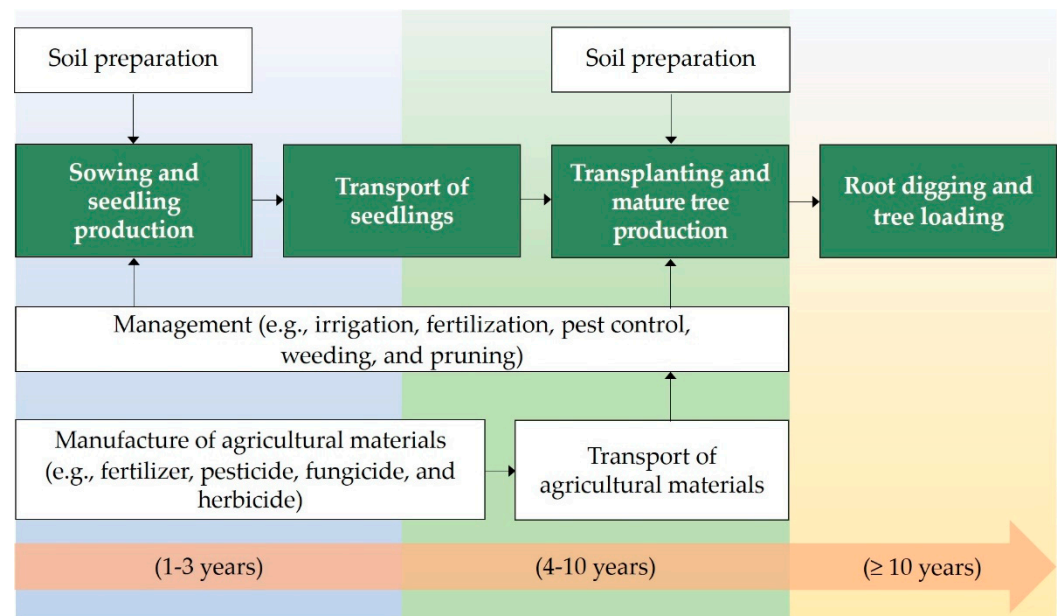 Soil preparation
Soil preparation
Sowing and
seedling
production
Transport of
seedlings
Transplanting and
mature tree
production
Root digging and
tree loading
Management (e.g., irrigation, fertilization, pest control,
weeding, and pruning)
Manufacture of agricultural materials
(e.g., fertilizer, pesticide, fungicide, and
herbicide)
Transport of
agricultural materials
(1-3 years)
(4-10 years)
(≥ 10 years)